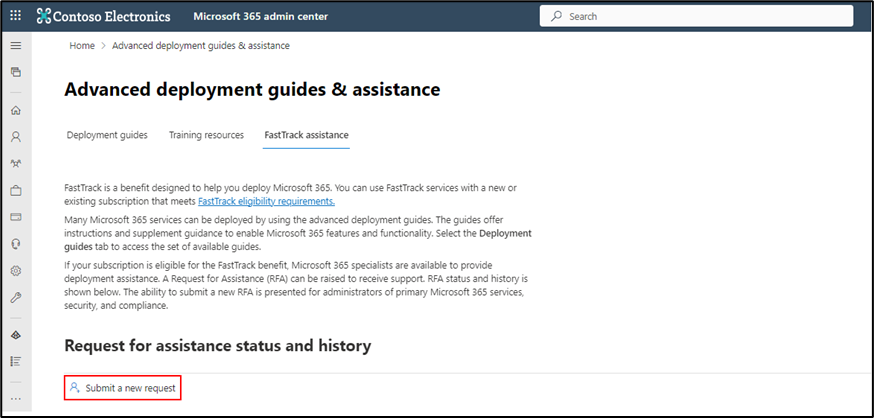 Contoso Electronics Microsoft 365 admin center Search
Home > Advanced deployment guides & assistance
Advanced deployment guides & assistance
Deployment guides Training resources FastTrack assistance
FastTrack is a benefit designed to help you deploy Microsoft 365. You can use FastTrack services with a new or
existing subscription that meets FastTrack eligibility requirements.
Many Microsoft 365 services can be deployed by using the advanced deployment guides. The guides offer
instructions and supplement guidance to enable Microsoft 365 features and functionality. Select the Deployment
guides tab to access the set of available guides.
If your subscription is eligible for the FastTrack benefit, Microsoft 365 specialists are available to provide
deployment assistance. A Request for Assistance (RFA) can be raised to receive support. RFA status and history is
shown below. The ability to submit a new RFA is presented for administrators of primary Microsoft 365 services,
security, and compliance.
Request for assistance status and history
Submit a new request